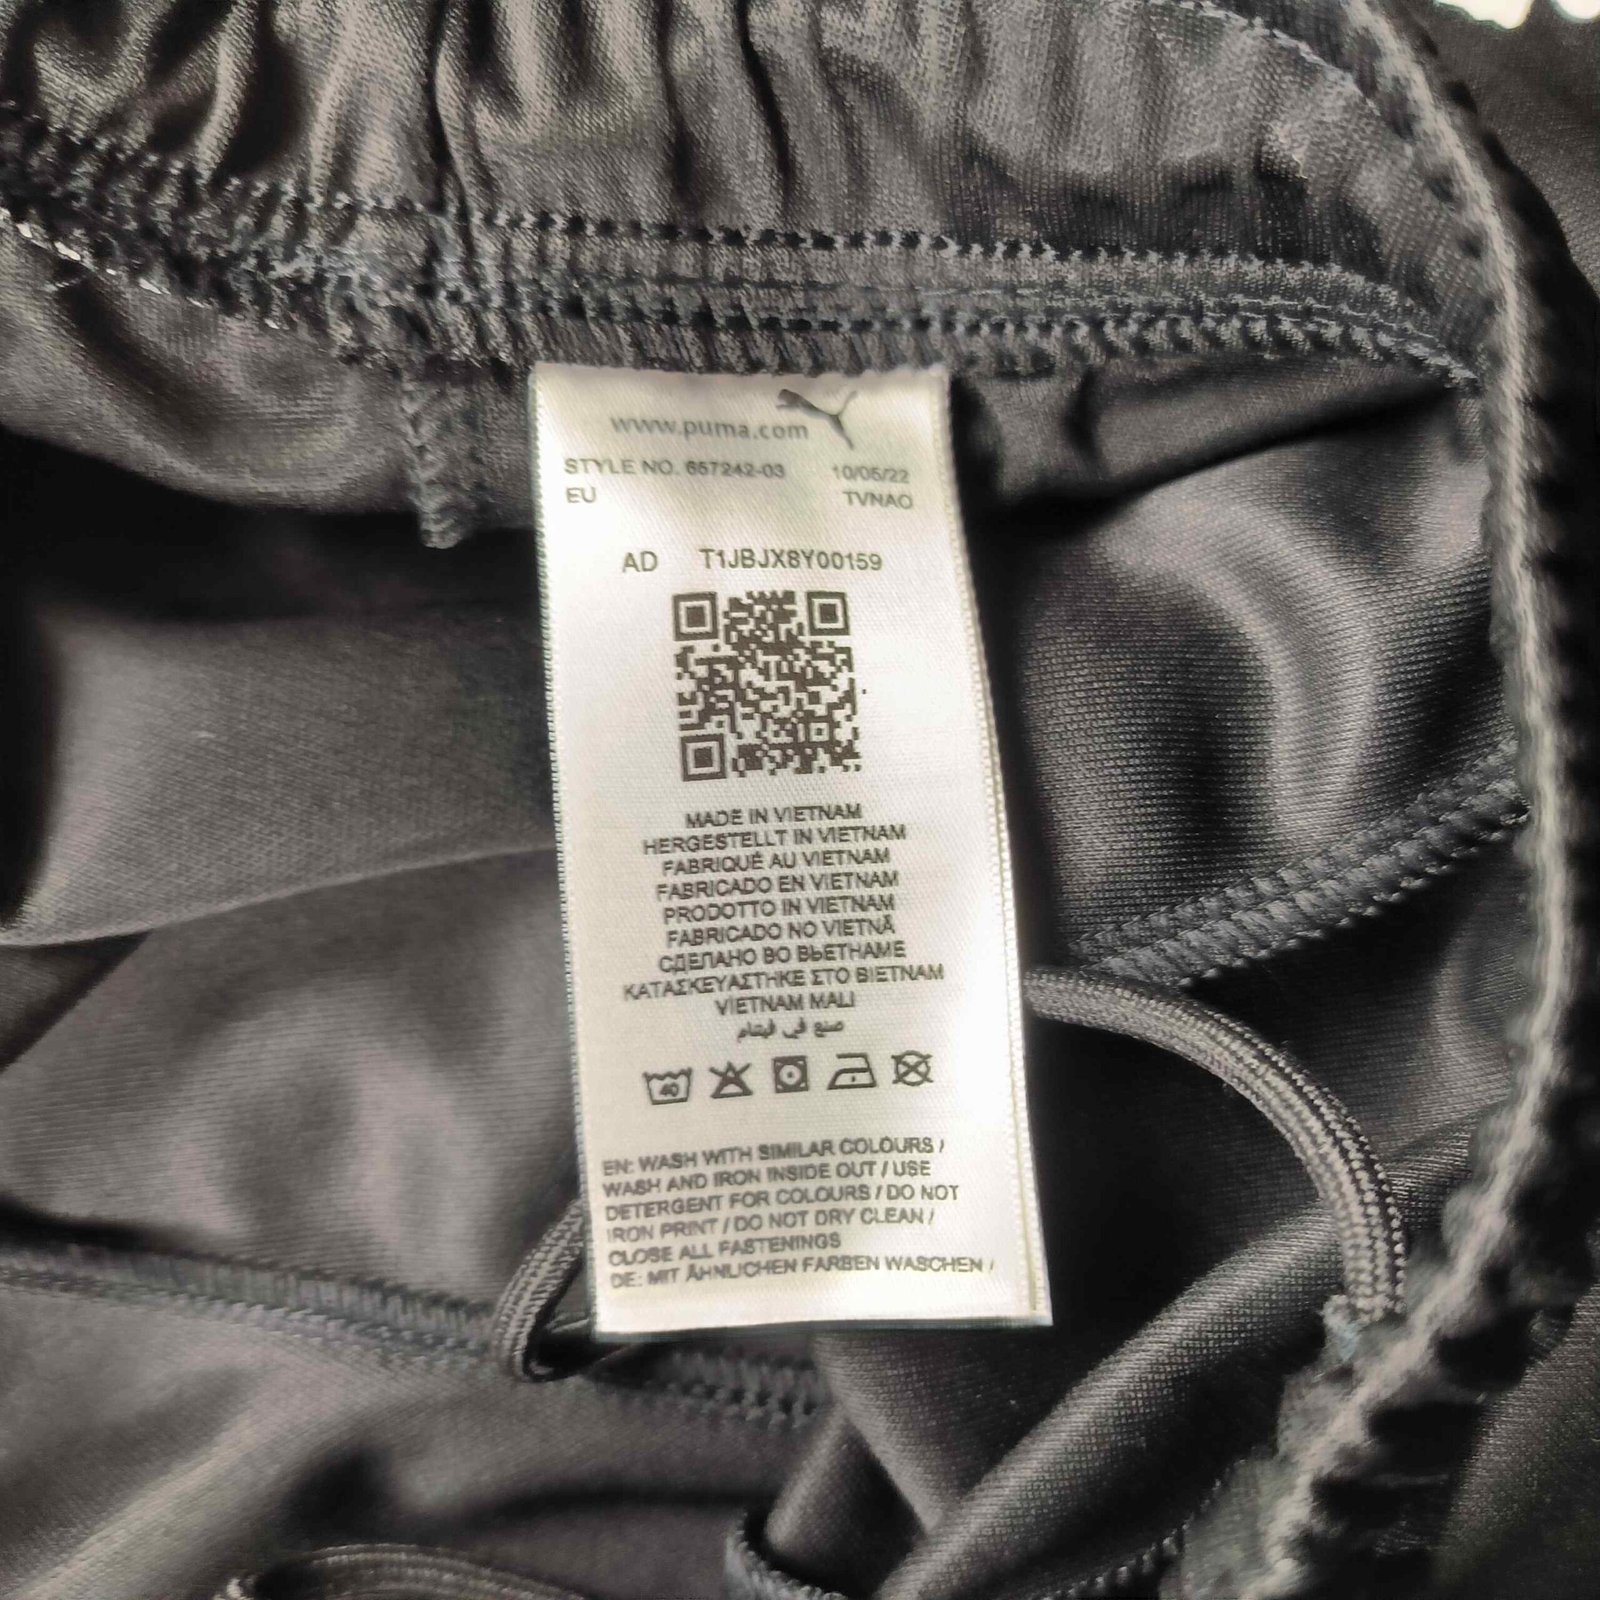 www.puma.com
STYLE NO. 657242-03 10/05/22
EU TVNAO
AD T1JBJX8Y00159
MADE IN VIETNAM
HERGESTELLT IN VIETNAM
FABRIQUÉ AU VIETNAM
FABRICADO EN VIETNAM
PRODOTTO IN VIETNAM
FABRICADO NO VIETNÃ
СДЕЛАНО ВО ВЬЕТНАМЕ
ΚΑΤΑΣΚΕΥΑΣΤΗΚΕ ΣΤΟ ΒΙΕΤΝΑΜ
VIETNAM MALI
صنع في فيتنام
40
EN: WASH WITH SIMILAR COLOURS /
WASH AND IRON INSIDE OUT / USE
DETERGENT FOR COLOURS / DO NOT
IRON PRINT / DO NOT DRY CLEAN /
CLOSE ALL FASTENINGS
DE: MIT ÄHNLICHEN FARBEN WASCHEN /